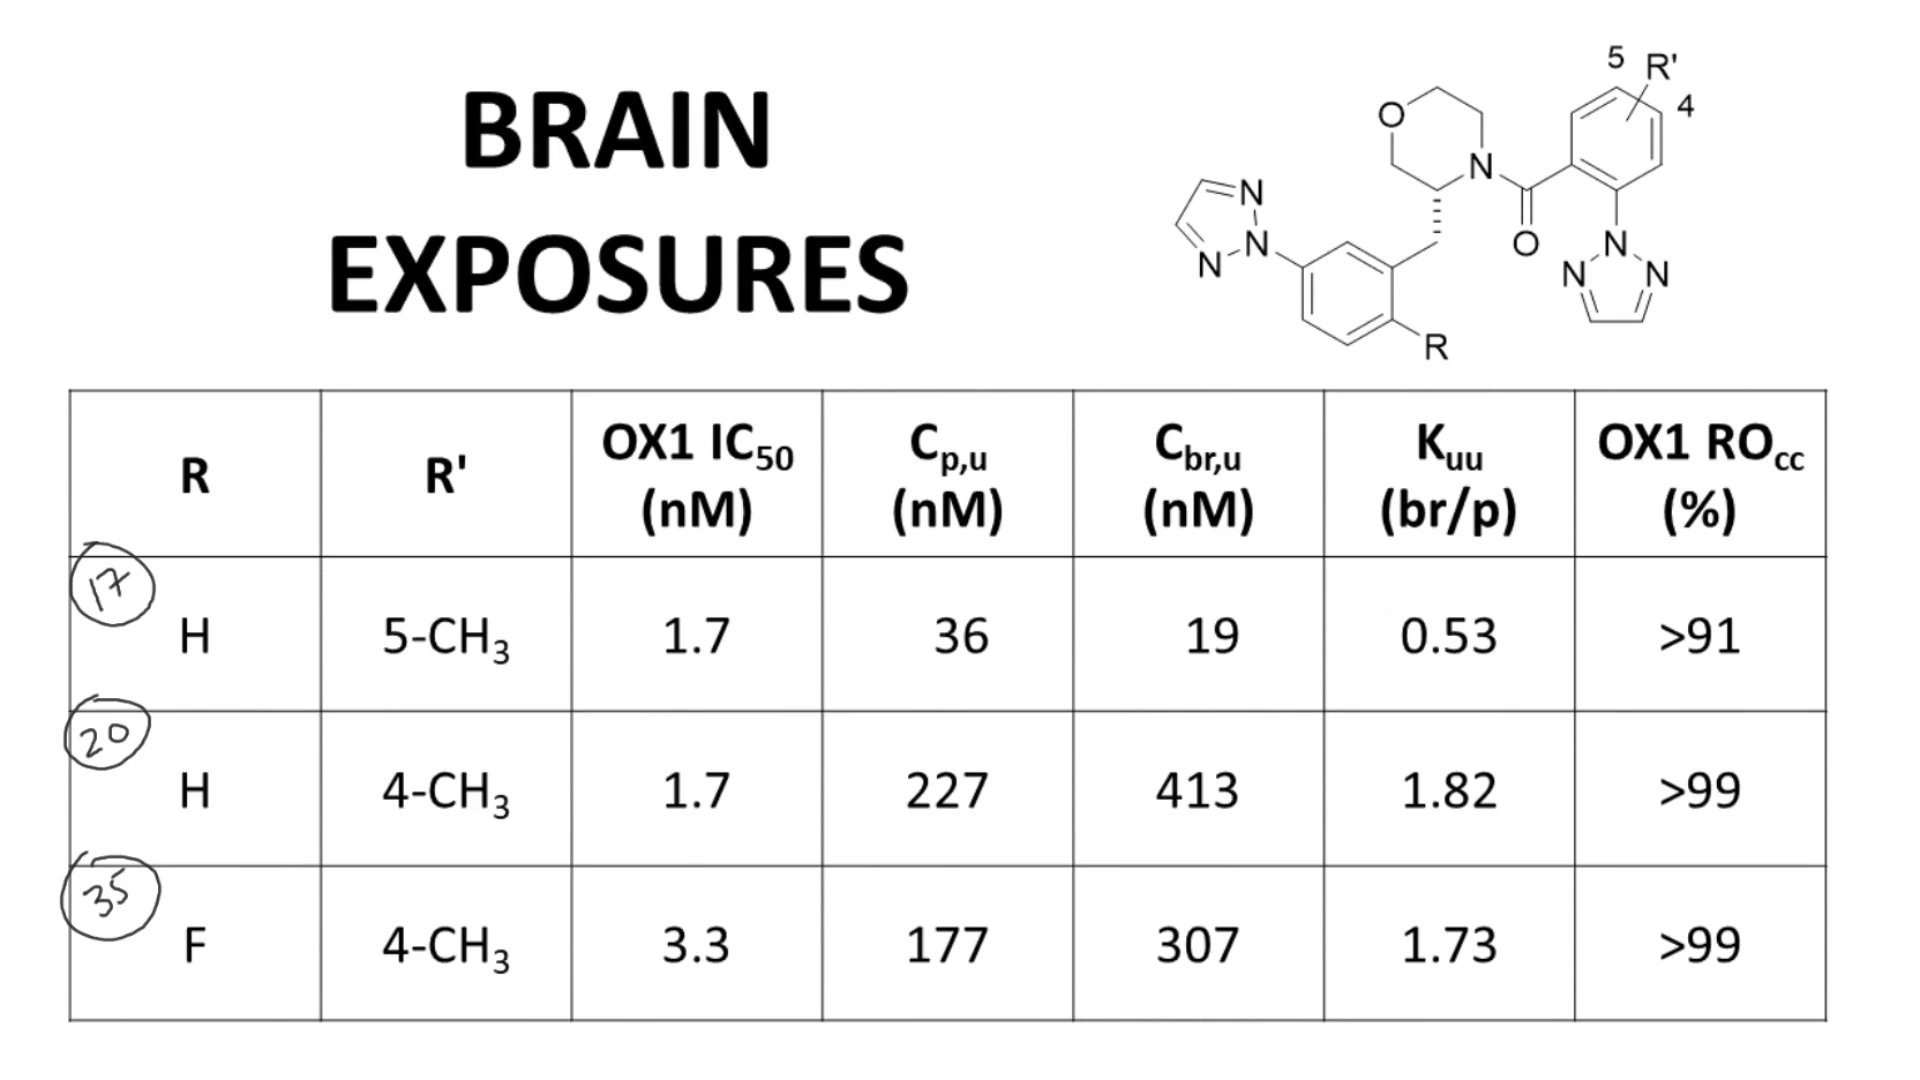 BRAIN
EXPOSURES
5
R'
4
O
N
N
N
N
O
N
N
N
R
R R' OX1 IC₅₀ (nM) Cp,u (nM) Cbr,u (nM) Kuu (br/p) OX1 ROcc (%)
17
H 5-CH₃ 1.7 36 19 0.53 >91
20
H 4-CH₃ 1.7 227 413 1.82 >99
35
F 4-CH₃ 3.3 177 307 1.73 >99